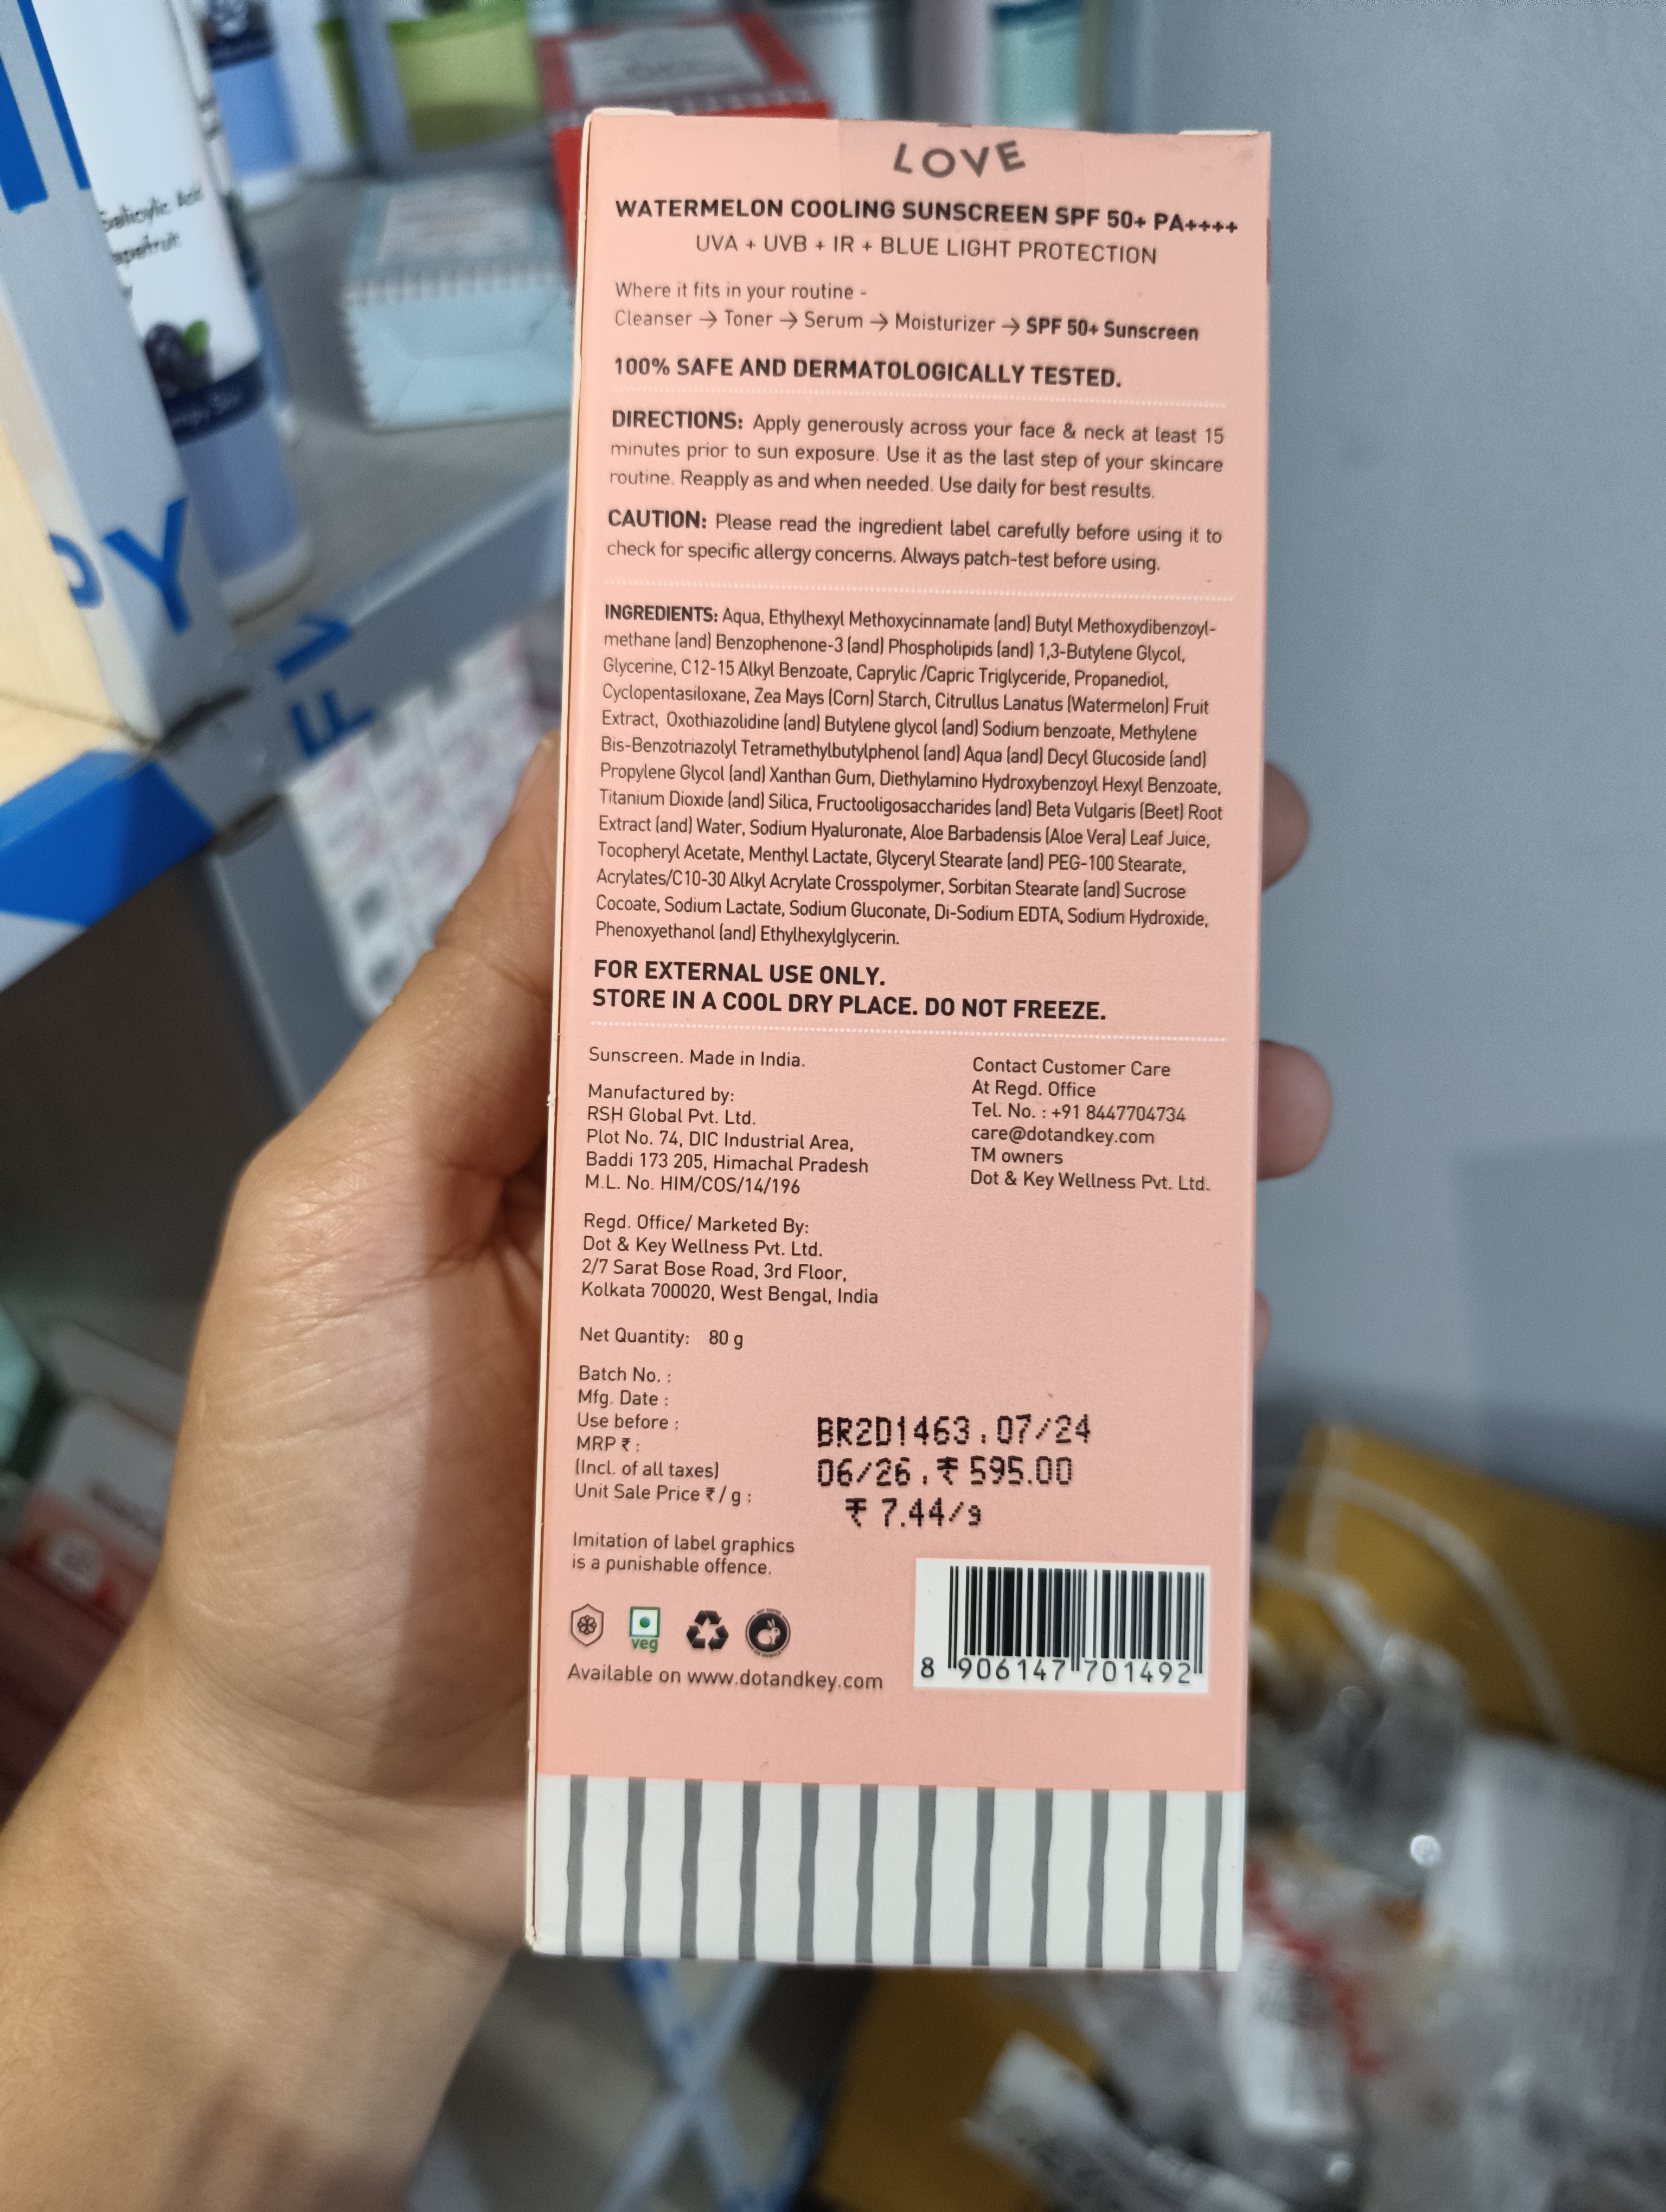 LOVE
WATERMELON COOLING SUNSCREEN SPF 50+ PA++++
UVA + UVB + IR + BLUE LIGHT PROTECTION
Where it fits in your routine -
Cleanser → Toner → Serum → Moisturizer → SPF 50+ Sunscreen
100% SAFE AND DERMATOLOGICALLY TESTED.
DIRECTIONS: Apply generously across your face & neck at least 15
minutes prior to sun exposure. Use it as the last step of your skincare
routine. Reapply as and when needed. Use daily for best results.
CAUTION: Please read the ingredient label carefully before using it to
check for specific allergy concerns. Always patch-test before using.
INGREDIENTS: Aqua, Ethylhexyl Methoxycinnamate (and) Butyl Methoxydibenzoyl-
methane (and) Benzophenone-3 (and) Phospholipids (and) 1,3-Butylene Glycol,
Glycerine, C12-15 Alkyl Benzoate, Caprylic /Capric Triglyceride, Propanediol,
Cyclopentasiloxane, Zea Mays (Corn) Starch, Citrullus Lanatus (Watermelon) Fruit
Extract, Oxothiazolidine (and) Butylene glycol (and) Sodium benzoate, Methylene
Bis-Benzotriazolyl Tetramethylbutylphenol (and) Aqua (and) Decyl Glucoside (and)
Propylene Glycol (and) Xanthan Gum, Diethylamino Hydroxybenzoyl Hexyl Benzoate,
Titanium Dioxide (and) Silica, Fructooligosaccharides (and) Beta Vulgaris (Beet) Root
Extract (and) Water, Sodium Hyaluronate, Aloe Barbadensis (Aloe Vera) Leaf Juice,
Tocopheryl Acetate, Menthyl Lactate, Glyceryl Stearate (and) PEG-100 Stearate,
Acrylates/C10-30 Alkyl Acrylate Crosspolymer, Sorbitan Stearate (and) Sucrose
Cocoate, Sodium Lactate, Sodium Gluconate, Di-Sodium EDTA, Sodium Hydroxide,
Phenoxyethanol (and) Ethylhexylglycerin.
FOR EXTERNAL USE ONLY.
STORE IN A COOL DRY PLACE. DO NOT FREEZE.
Sunscreen. Made in India.
Manufactured by:
RSH Global Pvt. Ltd.
Plot No. 74, DIC Industrial Area,
Baddi 173 205, Himachal Pradesh
M.L. No. HIM/COS/14/196
Contact Customer Care
At Regd. Office
Tel. No. : +91 8447704734
care@dotandkey.com
TM owners
Dot & Key Wellness Pvt. Ltd.
Regd. Office/ Marketed By:
Dot & Key Wellness Pvt. Ltd.
2/7 Sarat Bose Road, 3rd Floor,
Kolkata 700020, West Bengal, India
Net Quantity: 80 g
Batch No. :
Mfg. Date :
Use before :
MRP ₹ :
(Incl. of all taxes)
Unit Sale Price ₹ / g :
BR2D1463 . 07/24
06/26 . ₹ 595.00
₹ 7.44/g
Imitation of label graphics
is a punishable offence.
veg
Available on www.dotandkey.com
8 906147 701492
Salicylic Acid
PY